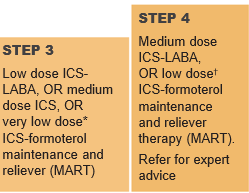 STEP 3
Low dose ICS-
LABA, OR medium
dose ICS, OR
very low dose*
ICS-formoterol
maintenance and
reliever (MART)
STEP 4
Medium dose
ICS-LABA,
OR low dose†
ICS-formoterol
maintenance
and reliever
therapy (MART).
Refer for expert
advice